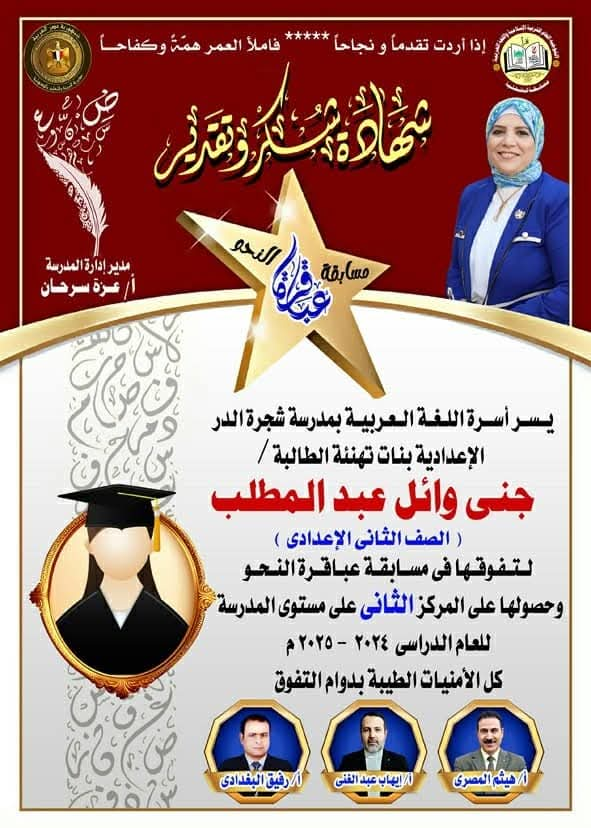 إذا أردت تقدماً و نجاحاً ***** فاملأ العمر همّةً وكفاحاً
شهادة شكر وتقدير
ض
مسابقة عباقرة النحو
مدير إدارة المدرسة
أ/ عزة سرحان
يسر أسرة اللغة العربية بمدرسة شجرة الدر
الإعدادية بنات تهنئة الطالبة /
جنى وائل عبد المطلب
( الصف الثانى الإعدادى )
لتفوقها فى مسابقة عباقرة النحو
وحصولها على المركز الثانى على مستوى المدرسة
للعام الدراسى ٢٠٢٤ - ٢٠٢٥ م
كل الأمنيات الطيبة بدوام التفوق
أ/ هيثم المصرى
أ/ إيهاب عبد الغنى
أ/ رفيق البغدادى